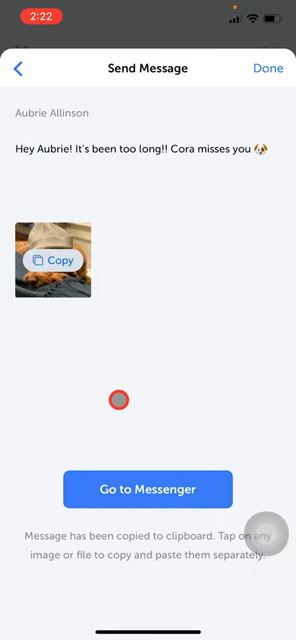 2:22
Send Message
Done
Aubrie Allinson
Hey Aubrie! It's been too long!! Cora misses you 🐶
Copy
Go to Messenger
Message has been copied to clipboard. Tap on any
image or file to copy and paste them separately.